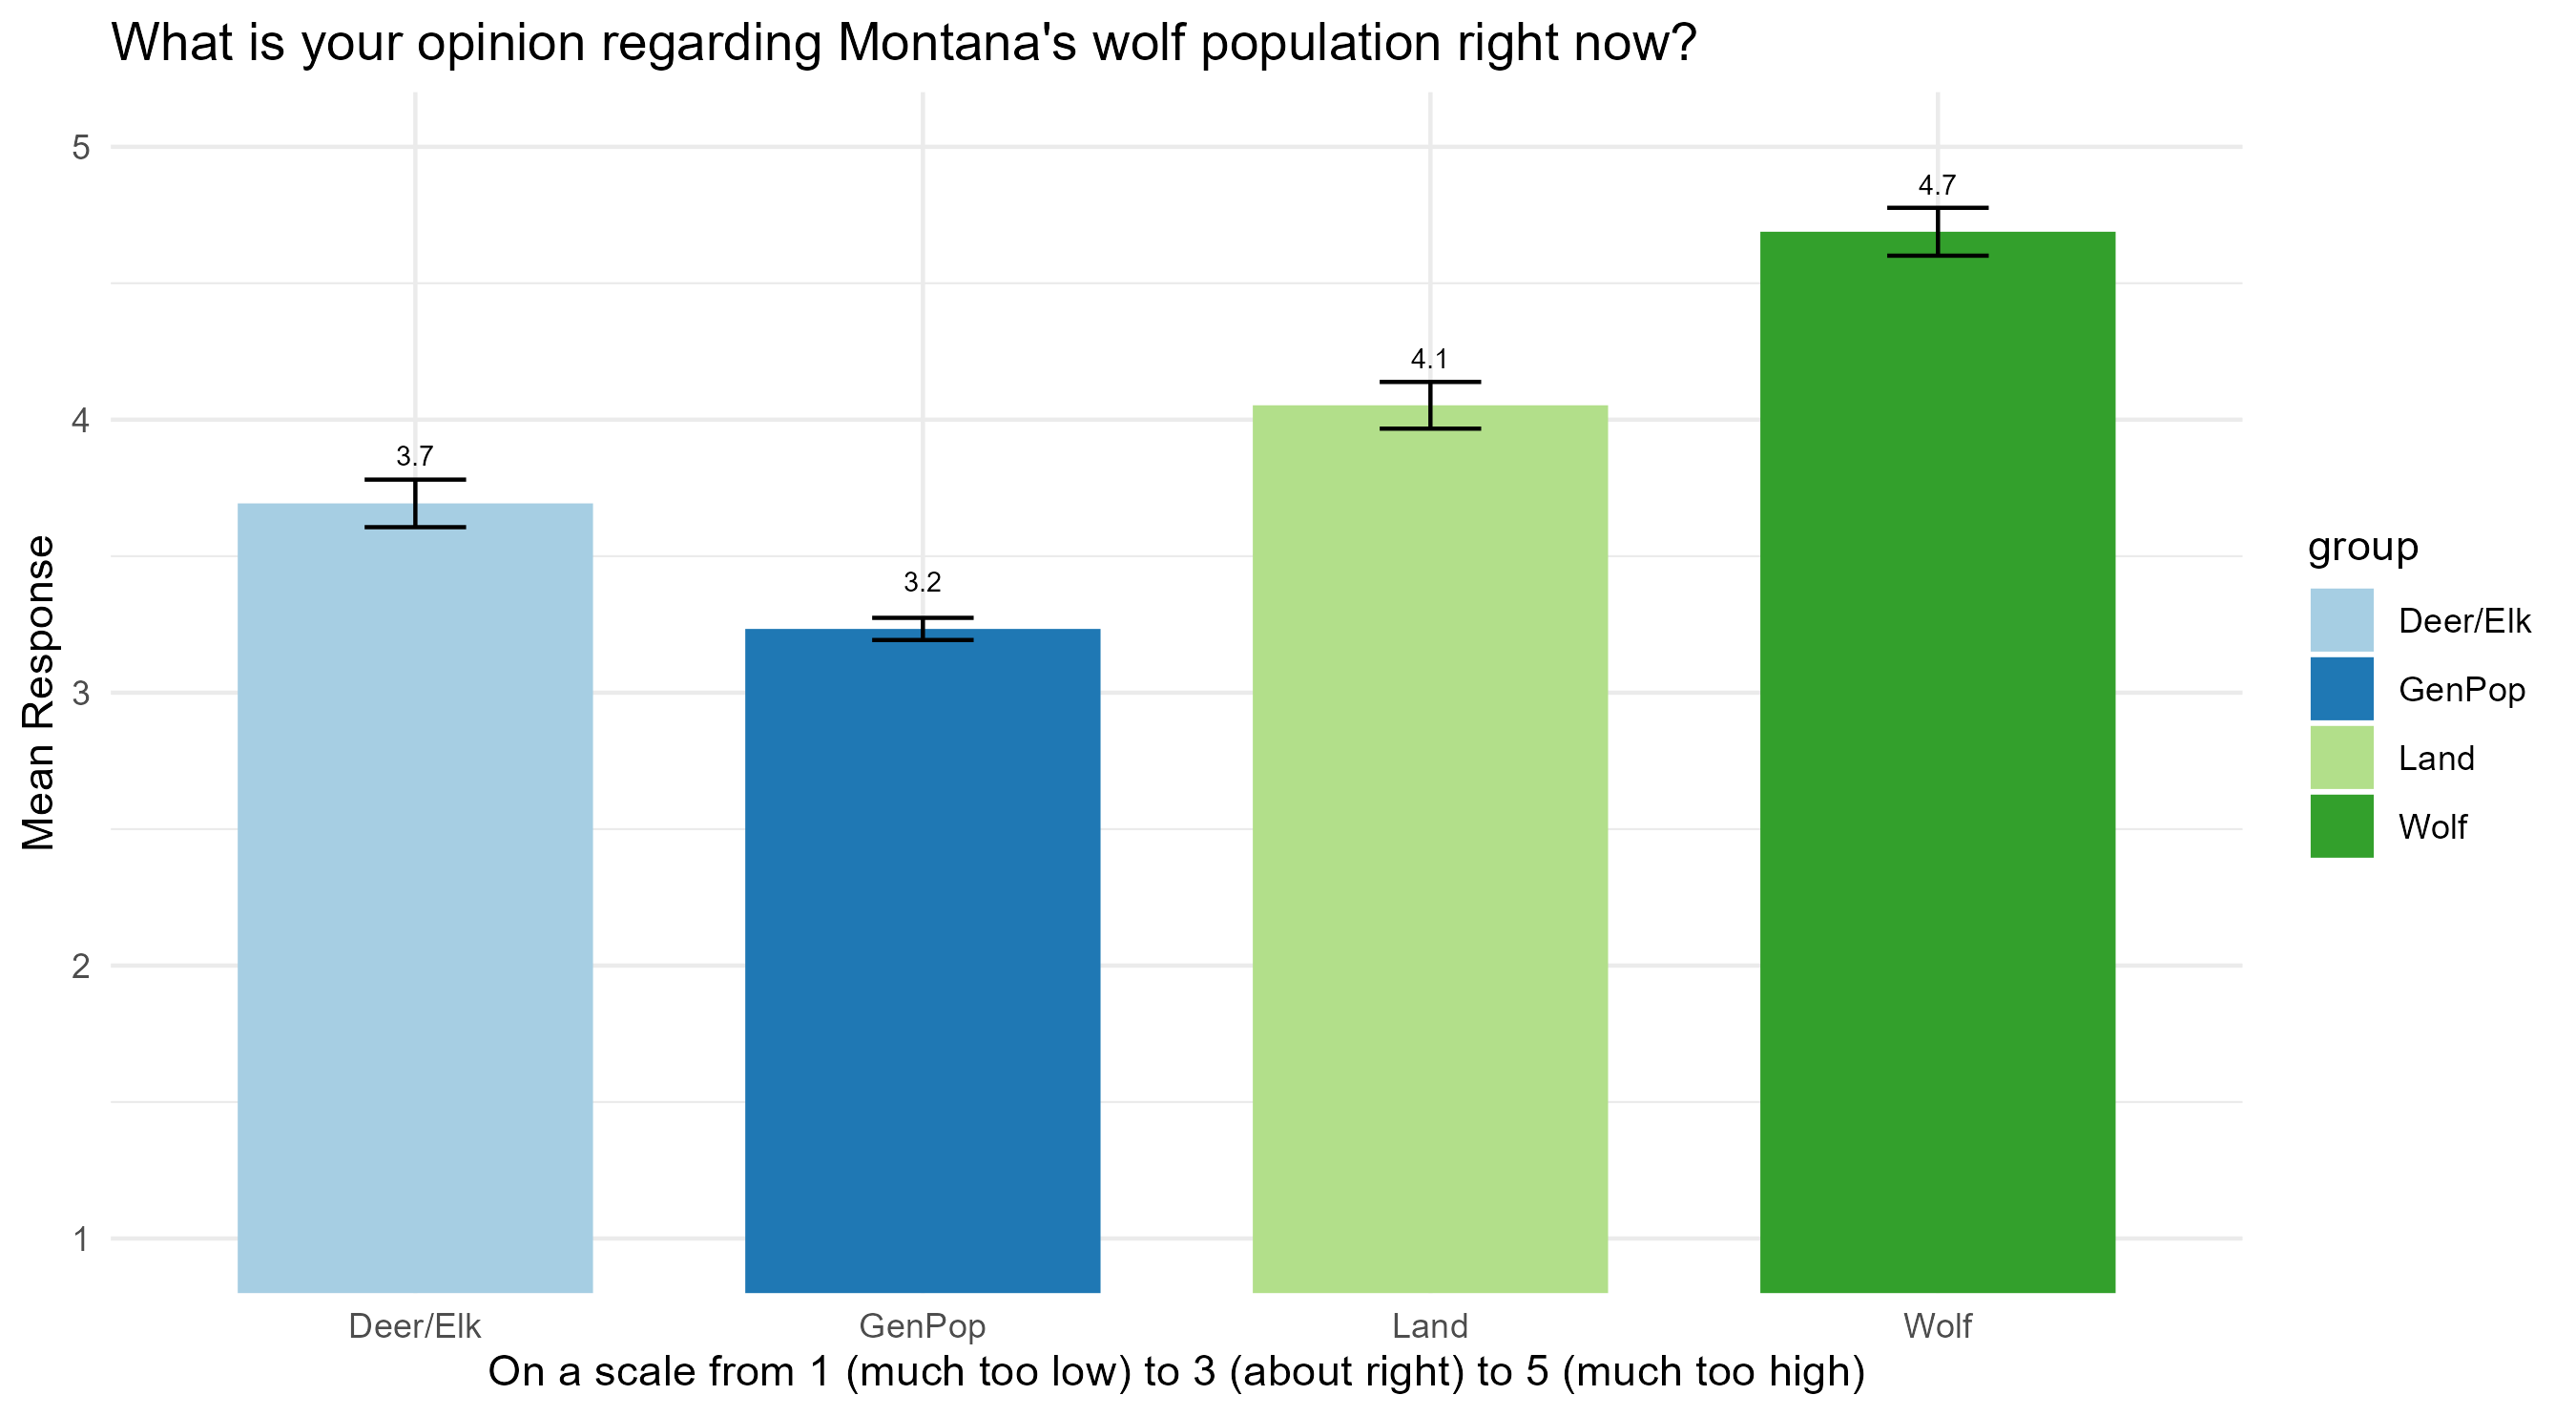 What is your opinion regarding Montana's wolf population right now?
5
4
3
2
1
Mean Response
3.7
3.2
4.1
4.7
Deer/Elk
GenPop
Land
Wolf
On a scale from 1 (much too low) to 3 (about right) to 5 (much too high)
group
Deer/Elk
GenPop
Land
Wolf